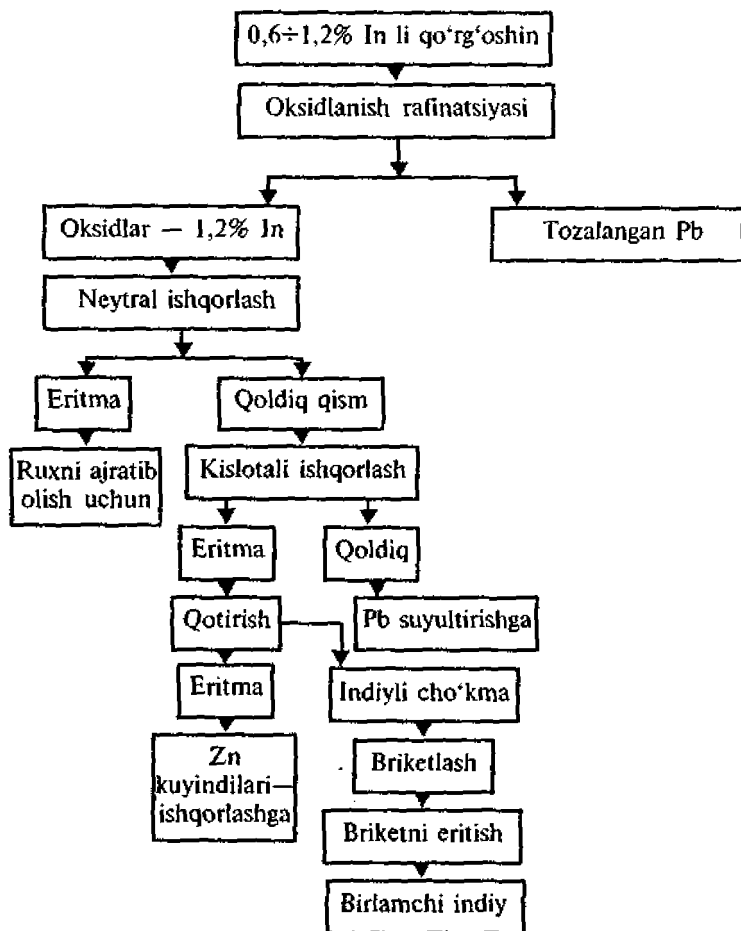 0,6÷1,2% In li qo‘rg‘oshin
Oksidlanish rafinatsiyasi
Oksidlar — 1,2% In
Tozalangan Pb
Neytral ishqorlash
Eritma
Qoldiq qism
Ruxni ajratib
olish uchun
Kislotali ishqorlash
Eritma
Qoldiq
Qotirish
Pb suyultirishga
Eritma
Indiyli cho‘kma
Zn
kuyindilari—
ishqorlashga
Briketlash
Briketni eritish
Birlamchi indiy